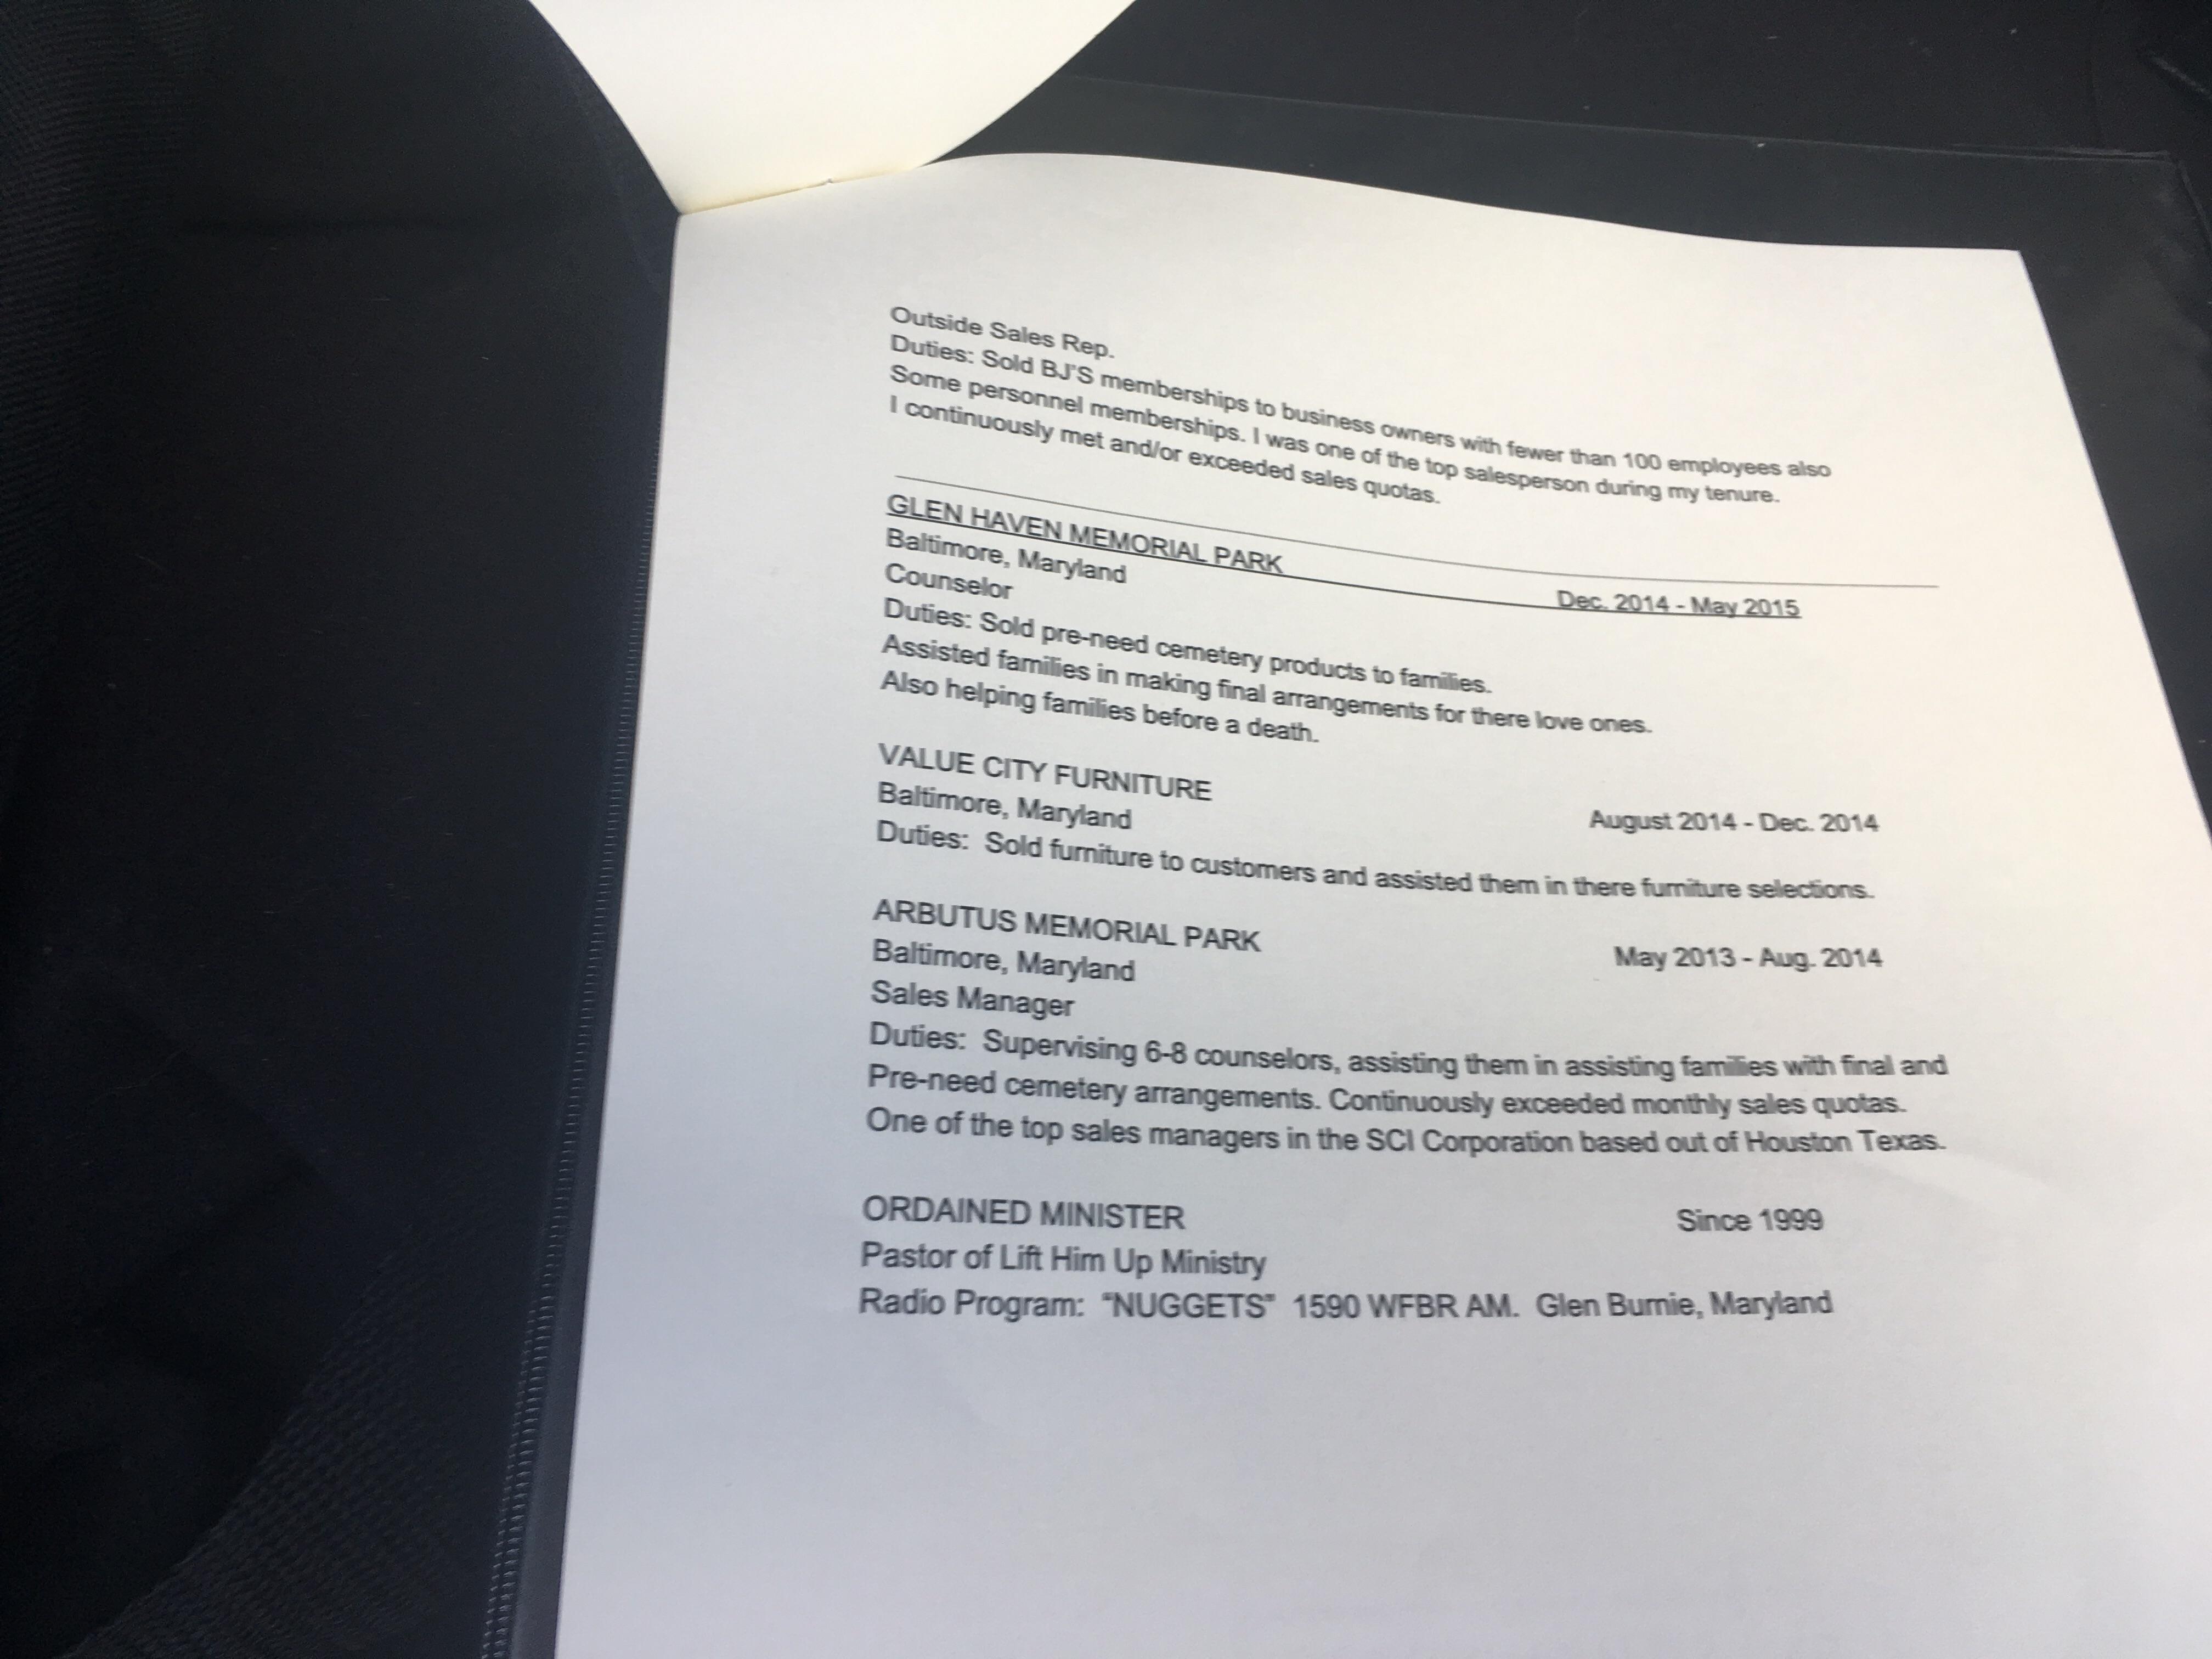 Outside Sales Rep.
Duties: Sold BJ'S memberships to business owners with fewer than 100 employees also
Some personnel memberships. I was one of the top salesperson during my tenure.
I continuously met and/or exceeded sales quotas.
GLEN HAVEN MEMORIAL PARK Dec. 2014 - May 2015
Baltimore, Maryland
Counselor
Duties: Sold pre-need cemetery products to families.
Assisted families in making final arrangements for there love ones.
Also helping families before a death.
VALUE CITY FURNITURE August 2014 - Dec. 2014
Baltimore, Maryland
Duties: Sold furniture to customers and assisted them in there furniture selections.
ARBUTUS MEMORIAL PARK May 2013 - Aug. 2014
Baltimore, Maryland
Sales Manager
Duties: Supervising 6-8 counselors, assisting them in assisting families with final and
Pre-need cemetery arrangements. Continuously exceeded monthly sales quotas.
One of the top sales managers in the SCI Corporation based out of Houston Texas.
ORDAINED MINISTER Since 1999
Pastor of Lift Him Up Ministry
Radio Program: "NUGGETS" 1590 WFBR AM. Glen Burnie, Maryland